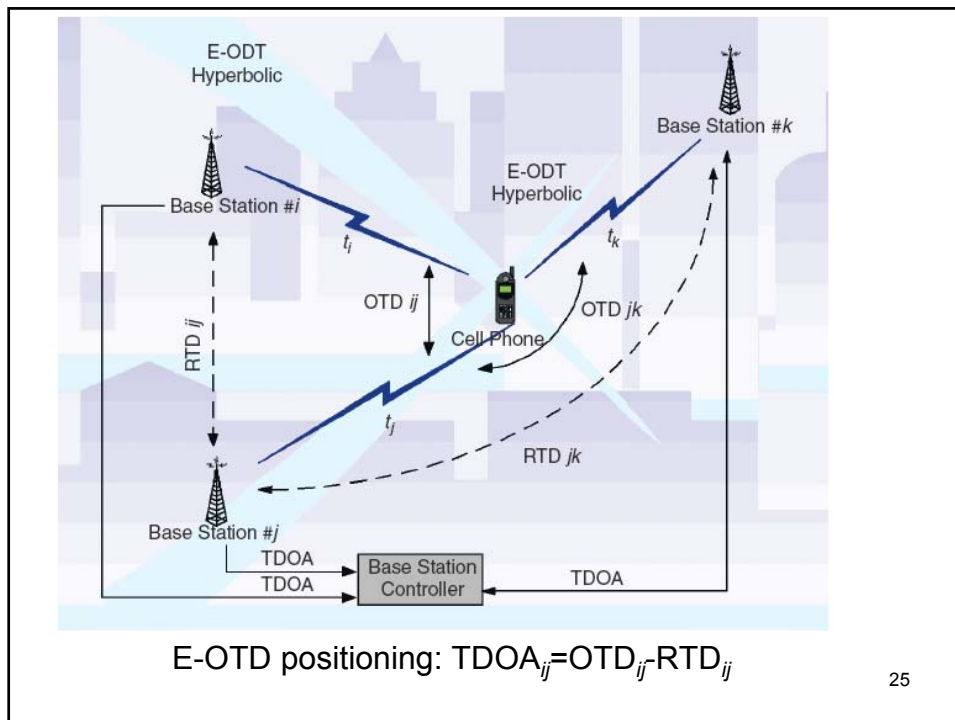 E-ODT
Hyperbolic
Base Station #k
E-ODT
Hyperbolic
Base Station #i
ti
tk
OTD ij
OTD jk
Cell Phone
RTD ij
tj
RTD jk
Base Station #j
TDOA
TDOA
Base Station
Controller
TDOA
E-OTD positioning: TDOAij=OTDij-RTDij
25